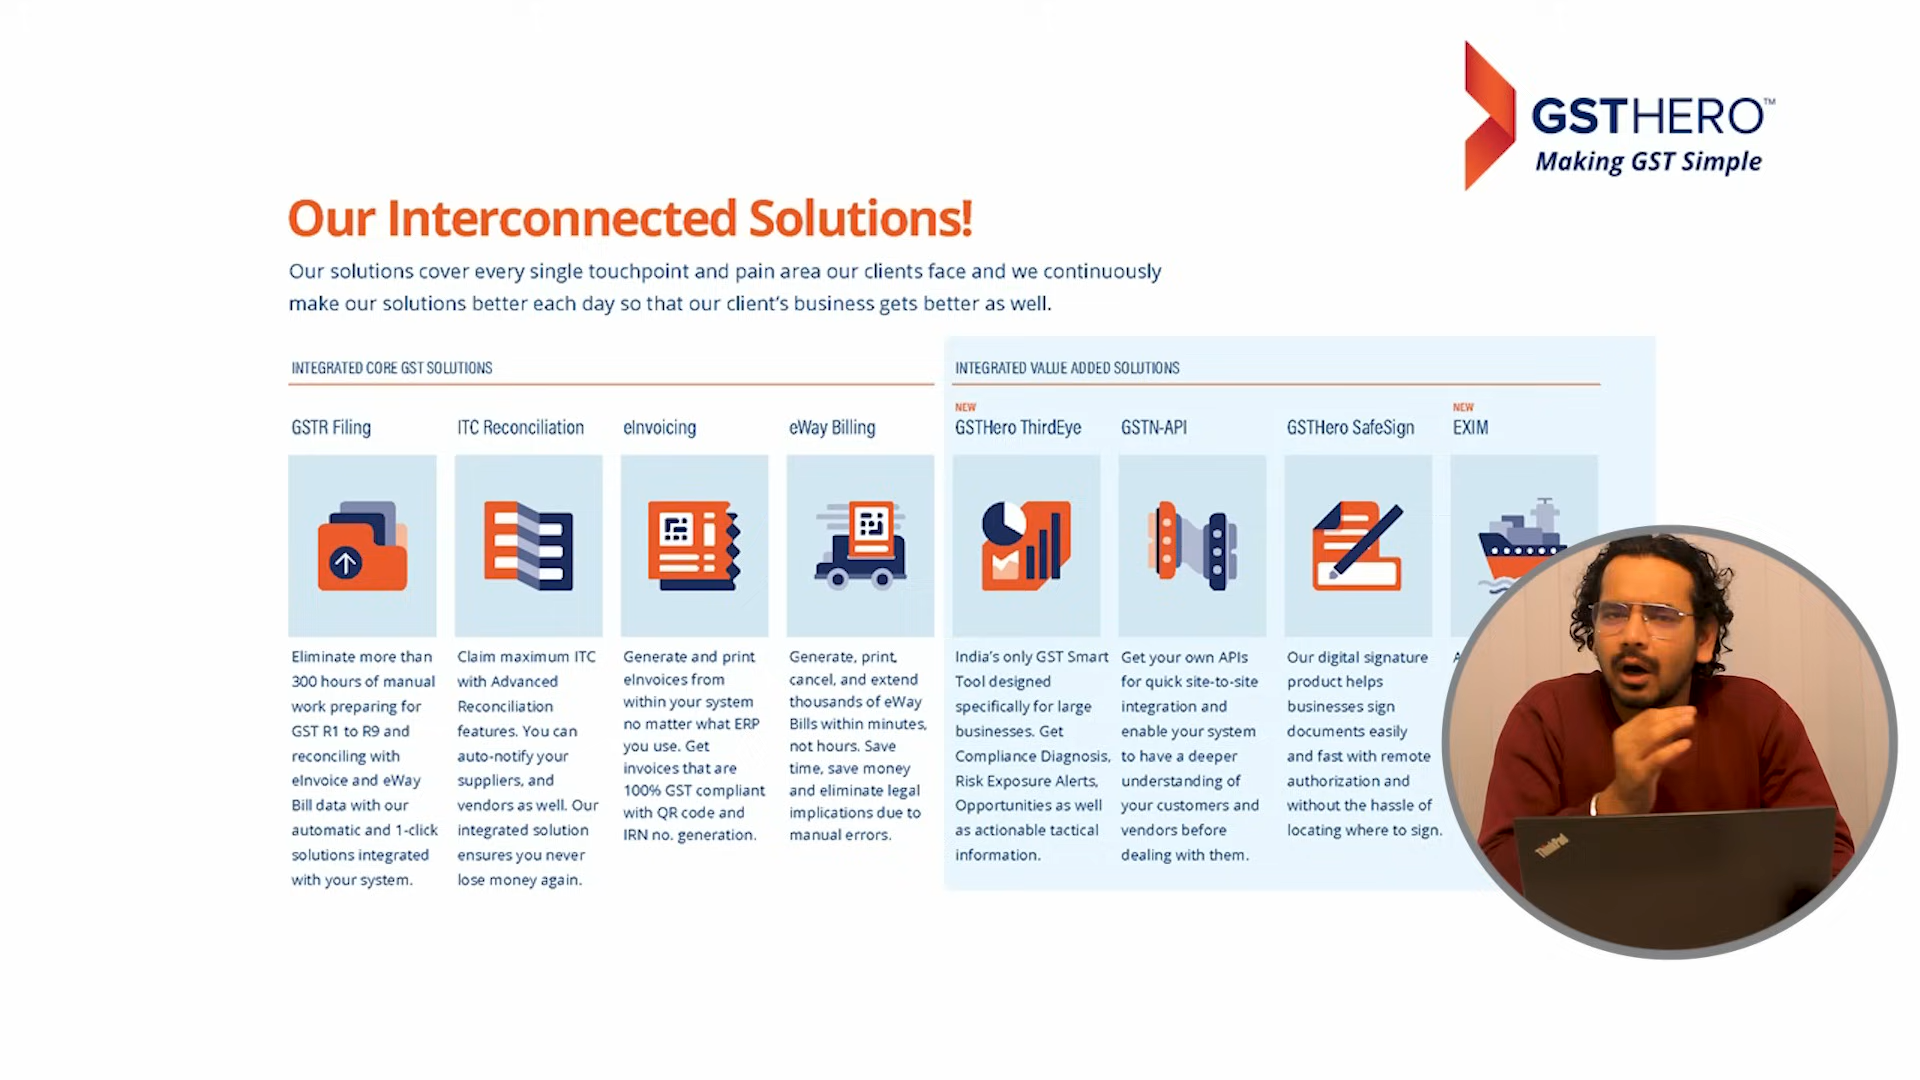 GSTHERO™
Making GST Simple
Our Interconnected Solutions!
Our solutions cover every single touchpoint and pain area our clients face and we continuously
make our solutions better each day so that our client's business gets better as well.
INTEGRATED CORE GST SOLUTIONS
GSTR Filing
Eliminate more than
300 hours of manual
work preparing for
GST R1 to R9 and
reconciling with
eInvoice and eWay
Bill data with our
automatic and 1-click
solutions integrated
with your system.
ITC Reconciliation
Claim maximum ITC
with Advanced
Reconciliation
features. You can
auto-notify your
suppliers, and
vendors as well. Our
integrated solution
ensures you never
lose money again.
eInvoicing
Generate and print
eInvoices from
within your system
no matter what ERP
you use. Get
invoices that are
100% GST compliant
with QR code and
IRN no. generation.
eWay Billing
Generate, print,
cancel, and extend
thousands of eWay
Bills within minutes,
not hours. Save
time, save money
and eliminate legal
implications due to
manual errors.
INTEGRATED VALUE ADDED SOLUTIONS
NEW
GSTHero ThirdEye
India's only GST Smart
Tool designed
specifically for large
businesses. Get
Compliance Diagnosis,
Risk Exposure Alerts,
Opportunities as well
as actionable tactical
information.
GSTN-API
Get your own APIs
for quick site-to-site
integration and
enable your system
to have a deeper
understanding of
your customers and
vendors before
dealing with them.
GSTHero SafeSign
Our digital signature
product helps
businesses sign
documents easily
and fast with remote
authorization and
without the hassle of
locating where to sign.
NEW
EXIM
ThinkPad